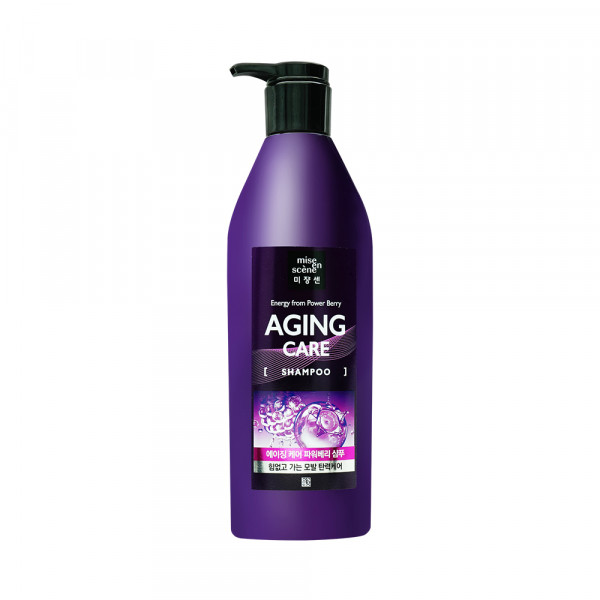 mise
en
scène
미쟝센
Energy from Power Berry
AGING
CARE
[ SHAMPOO ]
에이징 케어 파워베리 샴푸
힘없고 가는 모발 탄력케어